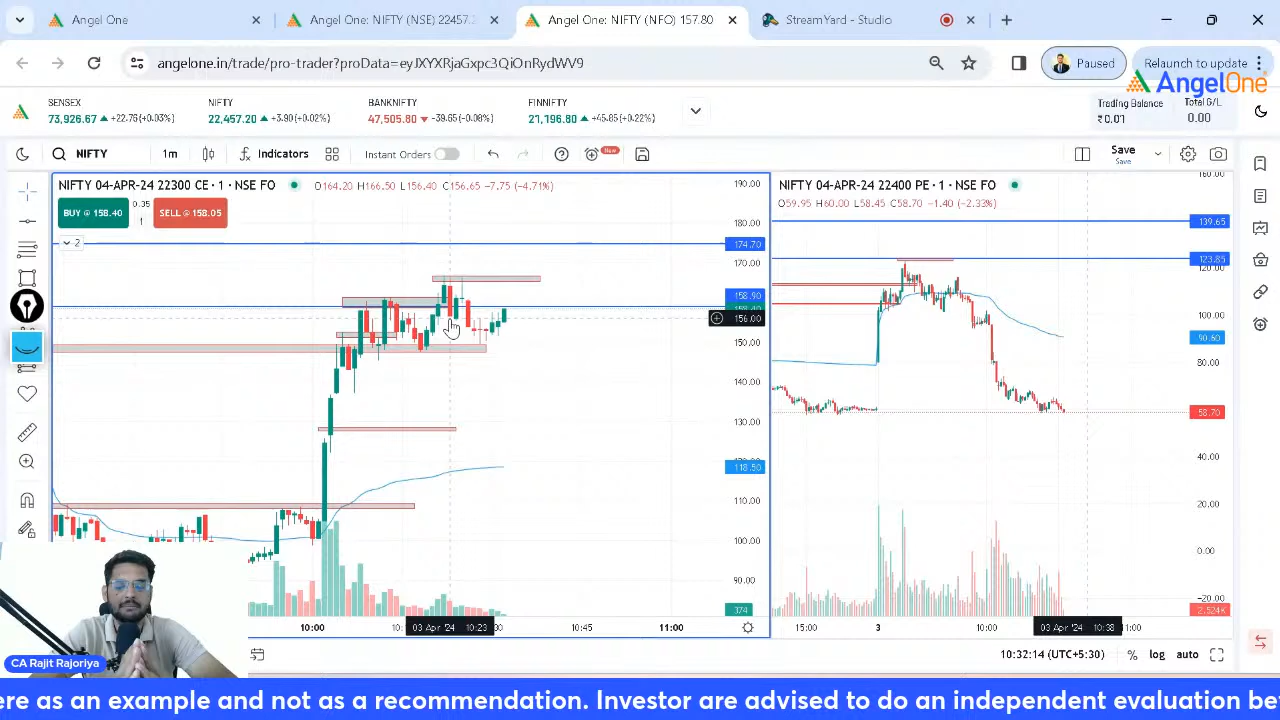 Angel One
Angel One: NIFTY (NSE) 22457.2
Angel One: NIFTY (NFO) 157.80
StreamYard - Studio
angelone.in/trade/pro-trader?proData=eyJXYXRjaGxpc3QiOnRydWV9
Paused
Relaunch to update
AngelOne
SENSEX
73,926.67 ▲ +22.76(+0.03%)
NIFTY
22,457.20 ▲ +3.90(+0.02%)
BANKNIFTY
47,505.80 ▼ -39.65(-0.08%)
FINNIFTY
21,196.80 ▲ +45.85(+0.22%)
Trading Balance
₹0.01
Total G/L
0.00
NIFTY
1m
Indicators
Instant Orders
New
Save
Save
NIFTY 04-APR-24 22300 CE · 1 · NSE FO
O164.20 H166.50 L156.40 C156.65 -7.75 (-4.71%)
BUY @ 158.40
0.35
1
SELL @ 158.05
2
190.00
180.00
174.70
170.00
158.90
156.00
150.00
140.00
130.00
118.50
110.00
100.00
90.00
374
10:00
03 Apr '24 10:23
10:45
11:00
NIFTY 04-APR-24 22400 PE · 1 · NSE FO
O59.95 H60.00 L58.45 C58.70 -1.40 (-2.33%)
139.65
123.85
120.00
100.00
90.60
80.00
58.70
40.00
20.00
0.00
-20.00
2.524K
15:00
3
10:00
03 Apr '24 10:38
10:32:14 (UTC+5:30)
%
log
auto
CA Rajit Rajoriya
ere as an example and not as a recommendation. Investor are advised to do an independent evaluation be